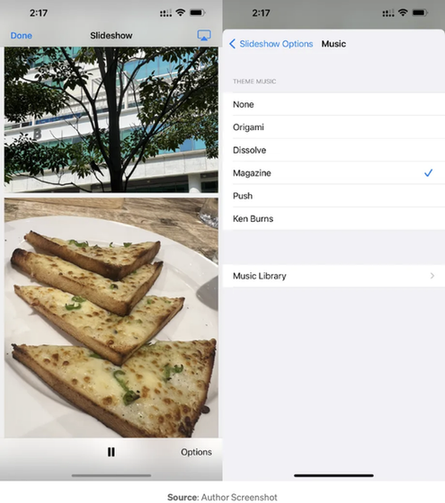 2:17
Done Slideshow
Options
2:17
Slideshow Options Music
THEME MUSIC
None
Origami
Dissolve
Magazine
Push
Ken Burns
Music Library
Source: Author Screenshot